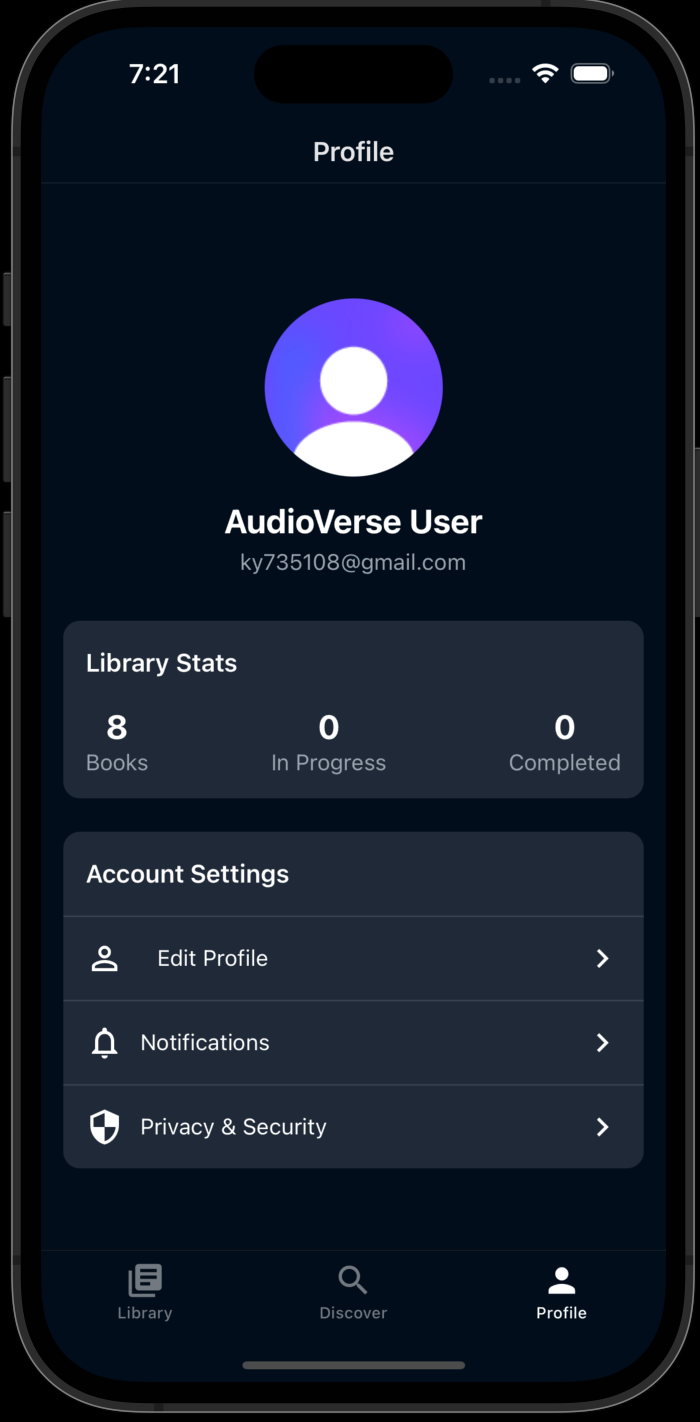 7:21
Profile
AudioVerse User
ky735108@gmail.com
Library Stats
8 0 0
Books In Progress Completed
Account Settings
Edit Profile
Notifications
Privacy & Security
Library Discover Profile